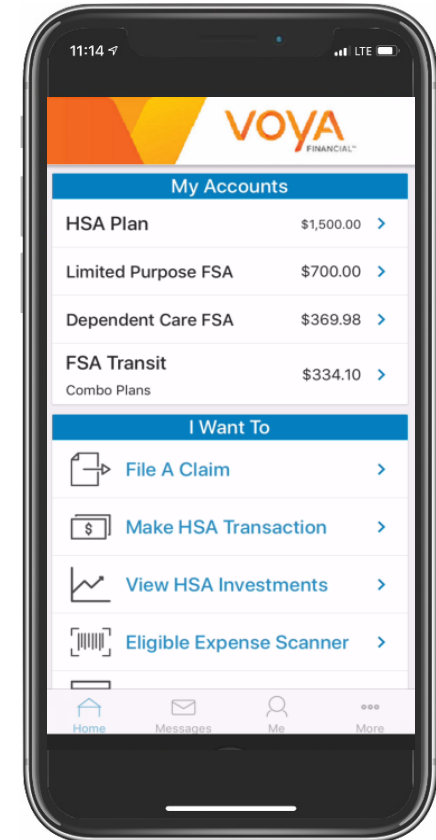 11:14
LTE
VOYA
FINANCIAL™
My Accounts
HSA Plan $1,500.00
Limited Purpose FSA $700.00
Dependent Care FSA $369.98
FSA Transit
Combo Plans
$334.10
I Want To
File A Claim
$ Make HSA Transaction
View HSA Investments
Eligible Expense Scanner
Home Messages Me More